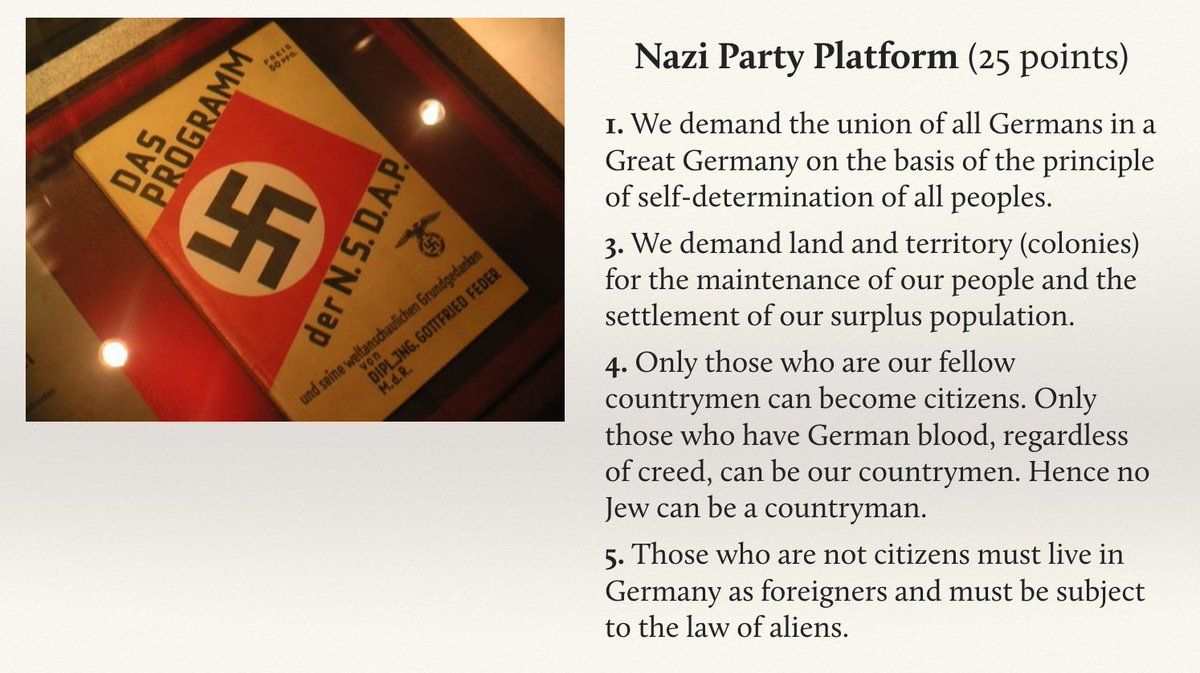 DAS
PROGRAMM
PREIS
50 PFG.
der N.S.D.A.P.
und seine weltanschaulichen Grundgedanken
von
DIPL.JNG. GOTTFRIED FEDER
M.d.R.
Nazi Party Platform (25 points)
1. We demand the union of all Germans in a
Great Germany on the basis of the principle
of self-determination of all peoples.
3. We demand land and territory (colonies)
for the maintenance of our people and the
settlement of our surplus population.
4. Only those who are our fellow
countrymen can become citizens. Only
those who have German blood, regardless
of creed, can be our countrymen. Hence no
Jew can be a countryman.
5. Those who are not citizens must live in
Germany as foreigners and must be subject
to the law of aliens.